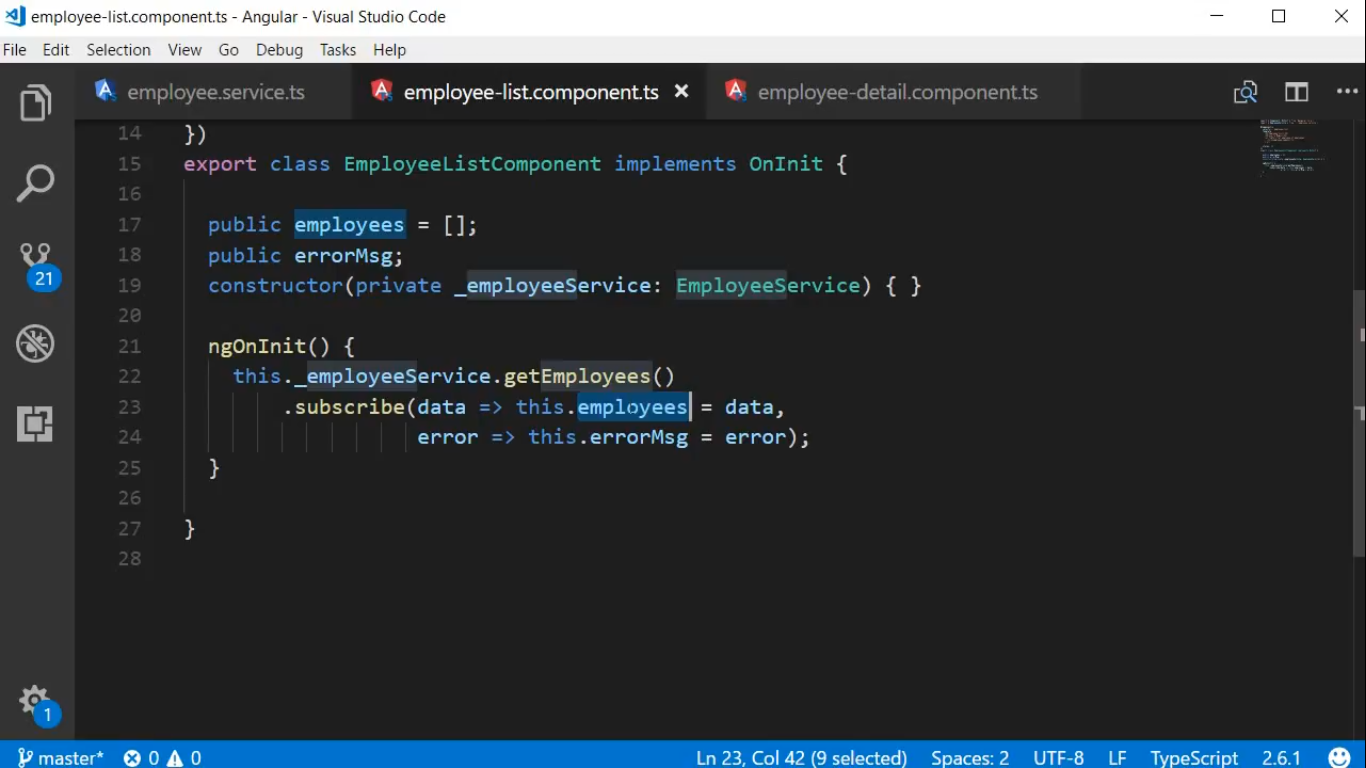 employee-list.component.ts - Angular - Visual Studio Code
File Edit Selection View Go Debug Tasks Help
employee.service.ts employee-list.component.ts employee-detail.component.ts
14 })
15 export class EmployeeListComponent implements OnInit {
16
17 public employees = [];
18 public errorMsg;
19 constructor(private _employeeService: EmployeeService) { }
20
21 ngOnInit() {
22 this._employeeService.getEmployees()
23 .subscribe(data => this.employees = data,
24 error => this.errorMsg = error);
25 }
26
27 }
28
21
1
master* 0 0 Ln 23, Col 42 (9 selected) Spaces: 2 UTF-8 LF TypeScript 2.6.1